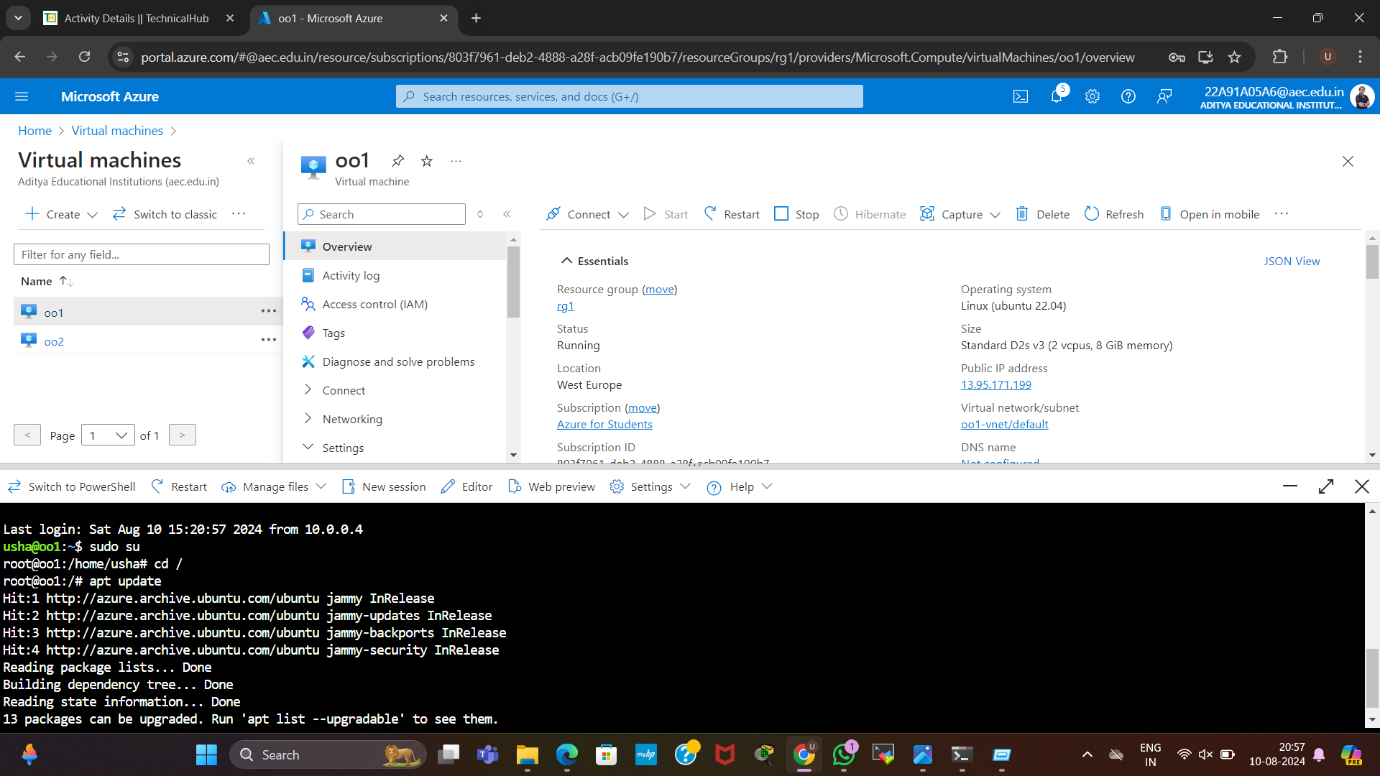 Activity Details || TechnicalHub
oo1 - Microsoft Azure
portal.azure.com/#@aec.edu.in/resource/subscriptions/803f7961-deb2-4888-a28f-acb09fe190b7/resourceGroups/rg1/providers/Microsoft.Compute/virtualMachines/oo1/overview
U
Microsoft Azure
Search resources, services, and docs (G+/)
5
22A91A05A6@aec.edu.in
ADITYA EDUCATIONAL INSTITUT...
Home > Virtual machines >
Virtual machines
Aditya Educational Institutions (aec.edu.in)
Create
Switch to classic
Filter for any field...
Name
oo1
oo2
< Page 1 of 1 >
oo1
Virtual machine
Search
Overview
Activity log
Access control (IAM)
Tags
Diagnose and solve problems
Connect
Networking
Settings
Connect
Start
Restart
Stop
Hibernate
Capture
Delete
Refresh
Open in mobile
Essentials
JSON View
Resource group (move)
rg1
Status
Running
Location
West Europe
Subscription (move)
Azure for Students
Subscription ID
803f7961-deb2-4888-a28f-acb09fe190b7
Operating system
Linux (ubuntu 22.04)
Size
Standard D2s v3 (2 vcpus, 8 GiB memory)
Public IP address
13.95.171.199
Virtual network/subnet
oo1-vnet/default
DNS name
Not configured
Switch to PowerShell
Restart
Manage files
New session
Editor
Web preview
Settings
Help
Last login: Sat Aug 10 15:20:57 2024 from 10.0.0.4
usha@oo1:~$ sudo su
root@oo1:/home/usha# cd /
root@oo1:/# apt update
Hit:1 http://azure.archive.ubuntu.com/ubuntu jammy InRelease
Hit:2 http://azure.archive.ubuntu.com/ubuntu jammy-updates InRelease
Hit:3 http://azure.archive.ubuntu.com/ubuntu jammy-backports InRelease
Hit:4 http://azure.archive.ubuntu.com/ubuntu jammy-security InRelease
Reading package lists... Done
Building dependency tree... Done
Reading state information... Done
13 packages can be upgraded. Run 'apt list --upgradable' to see them.
Search
myhp
U
1
ENG
IN
20:57
10-08-2024
PRE